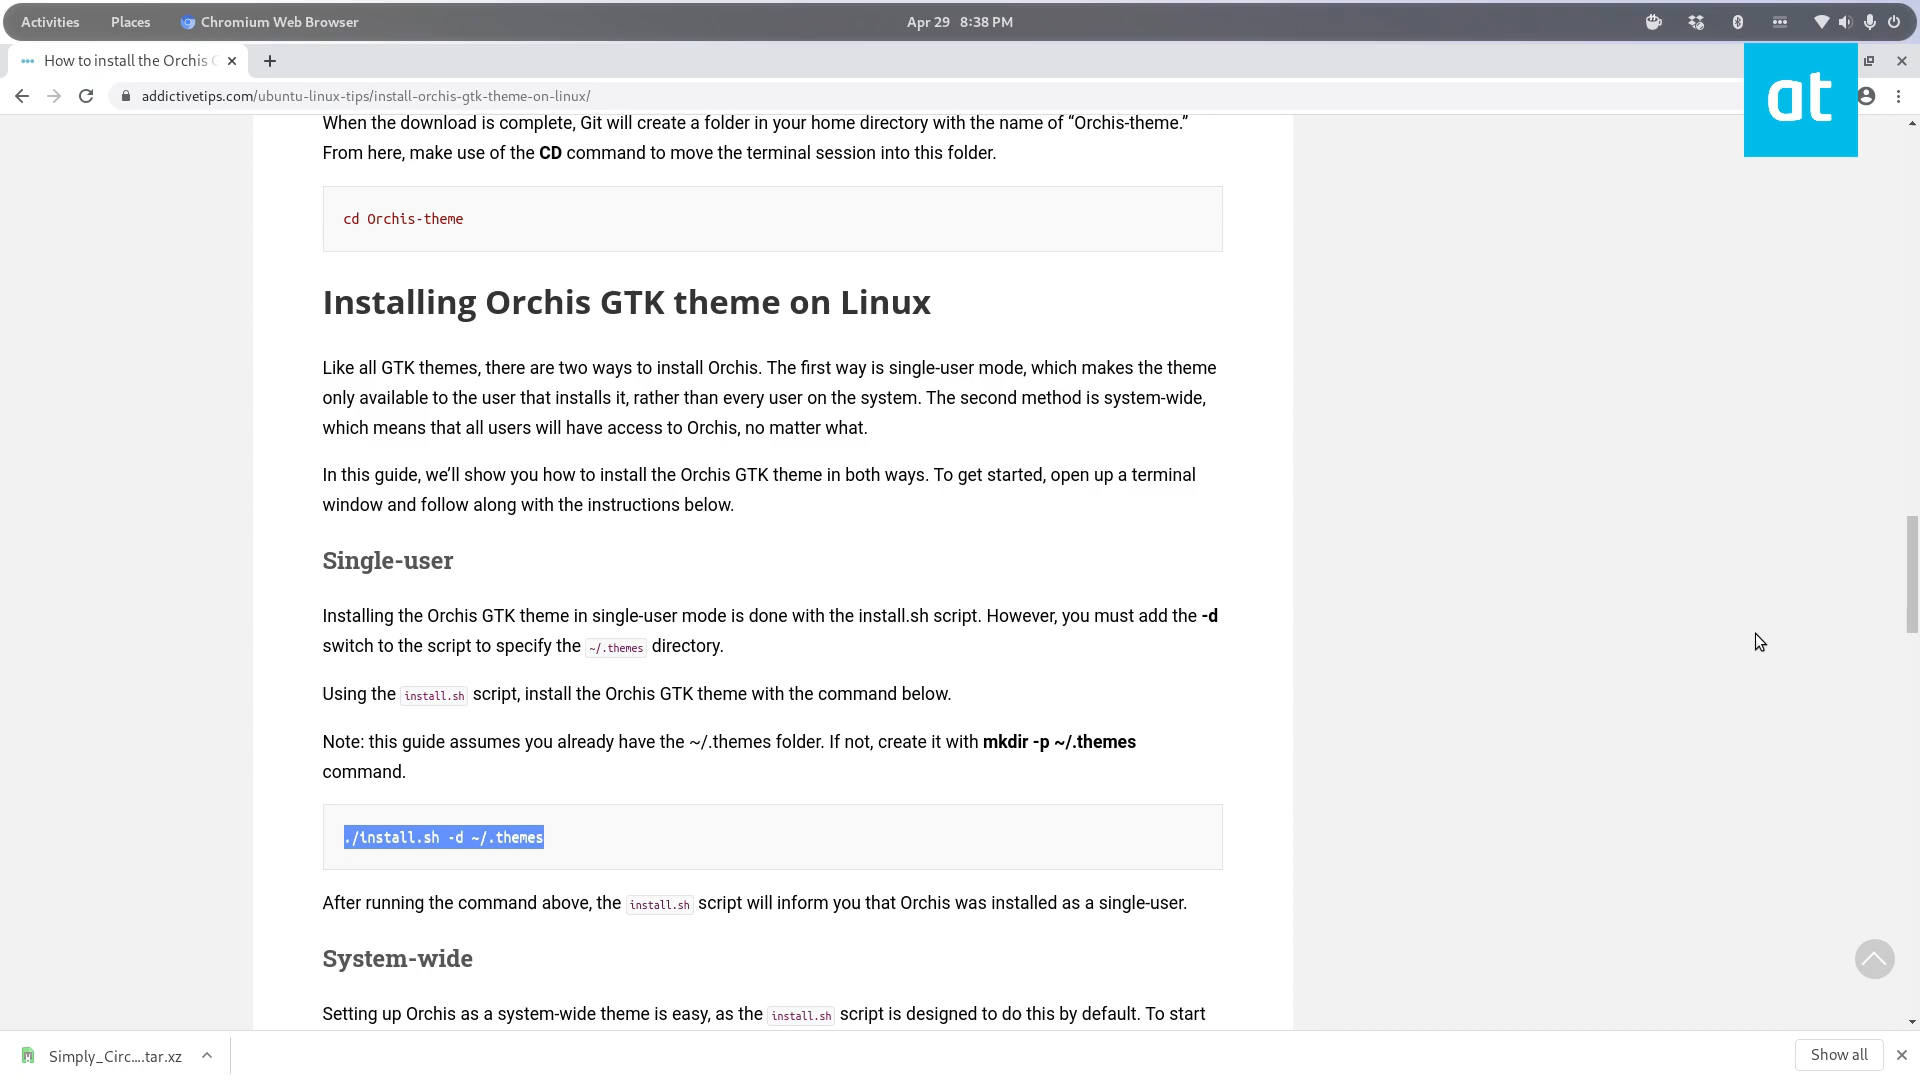 Activities Places Chromium Web Browser Apr 29 8:38 PM
How to install the Orchis G
addictivetips.com/ubuntu-linux-tips/install-orchis-gtk-theme-on-linux/
at
When the download is complete, Git will create a folder in your home directory with the name of “Orchis-theme.”
From here, make use of the CD command to move the terminal session into this folder.
cd Orchis-theme
Installing Orchis GTK theme on Linux
Like all GTK themes, there are two ways to install Orchis. The first way is single-user mode, which makes the theme
only available to the user that installs it, rather than every user on the system. The second method is system-wide,
which means that all users will have access to Orchis, no matter what.
In this guide, we’ll show you how to install the Orchis GTK theme in both ways. To get started, open up a terminal
window and follow along with the instructions below.
Single-user
Installing the Orchis GTK theme in single-user mode is done with the install.sh script. However, you must add the -d
switch to the script to specify the ~/.themes directory.
Using the install.sh script, install the Orchis GTK theme with the command below.
Note: this guide assumes you already have the ~/.themes folder. If not, create it with mkdir -p ~/.themes
command.
./install.sh -d ~/.themes
After running the command above, the install.sh script will inform you that Orchis was installed as a single-user.
System-wide
Setting up Orchis as a system-wide theme is easy, as the install.sh script is designed to do this by default. To start
Simply_Circ....tar.xz
Show all